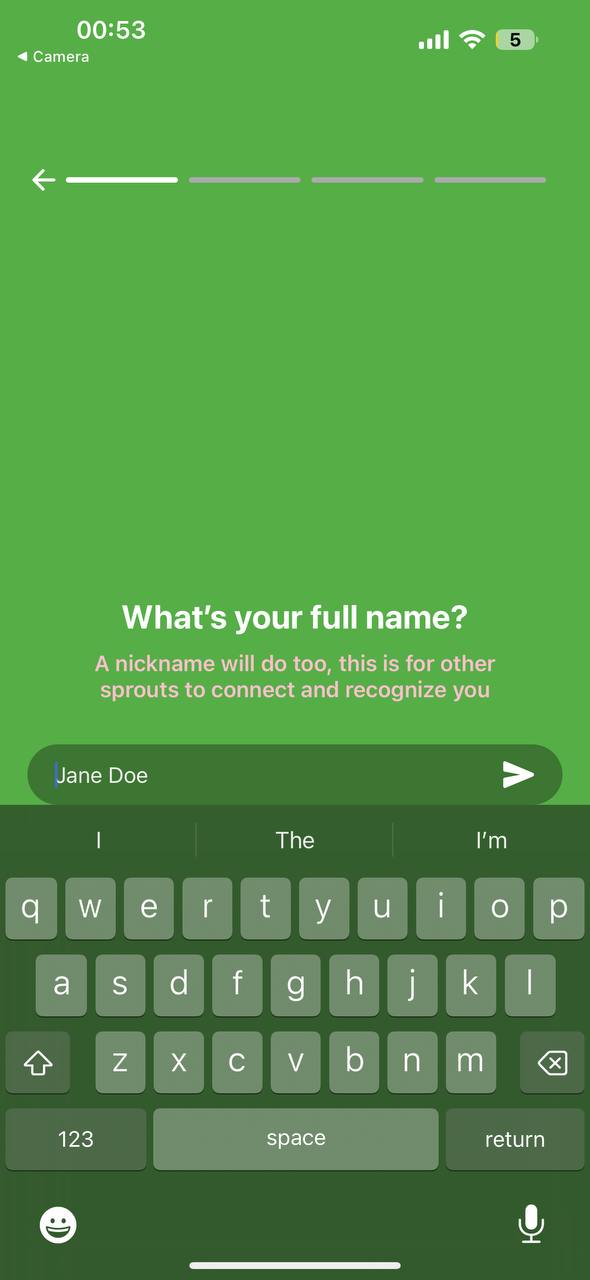 00:53
5
◀ Camera
What's your full name?
A nickname will do too, this is for other
sprouts to connect and recognize you
Jane Doe
I The I'm
q w e r t y u i o p
a s d f g h j k l
z x c v b n m
123 space return